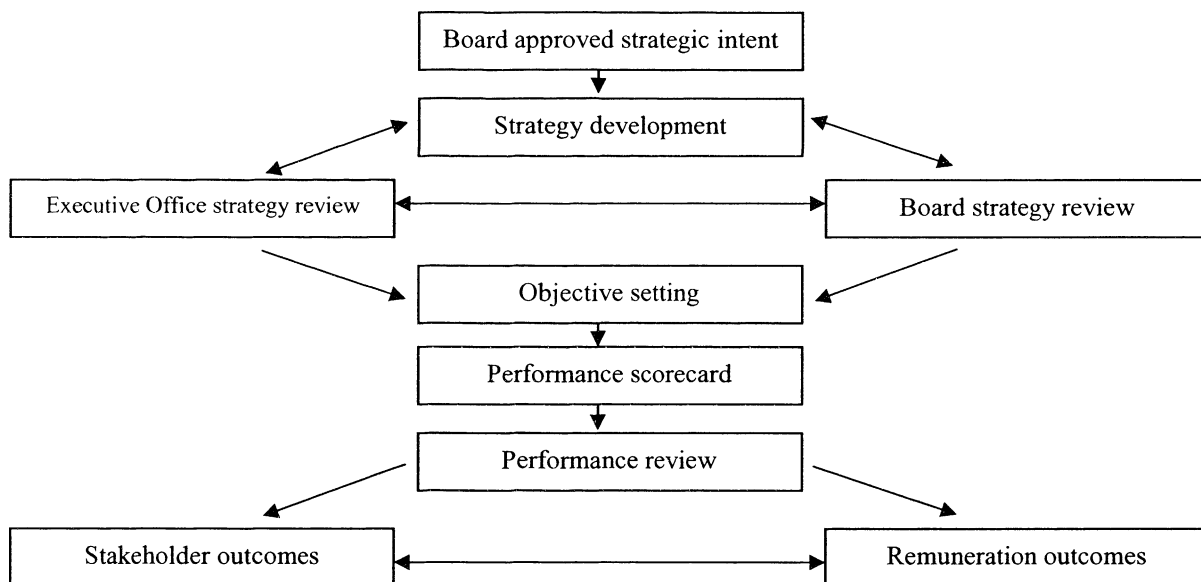 Board approved strategic intent
Strategy development
Executive Office strategy review
Board strategy review
Objective setting
Performance scorecard
Performance review
Stakeholder outcomes
Remuneration outcomes